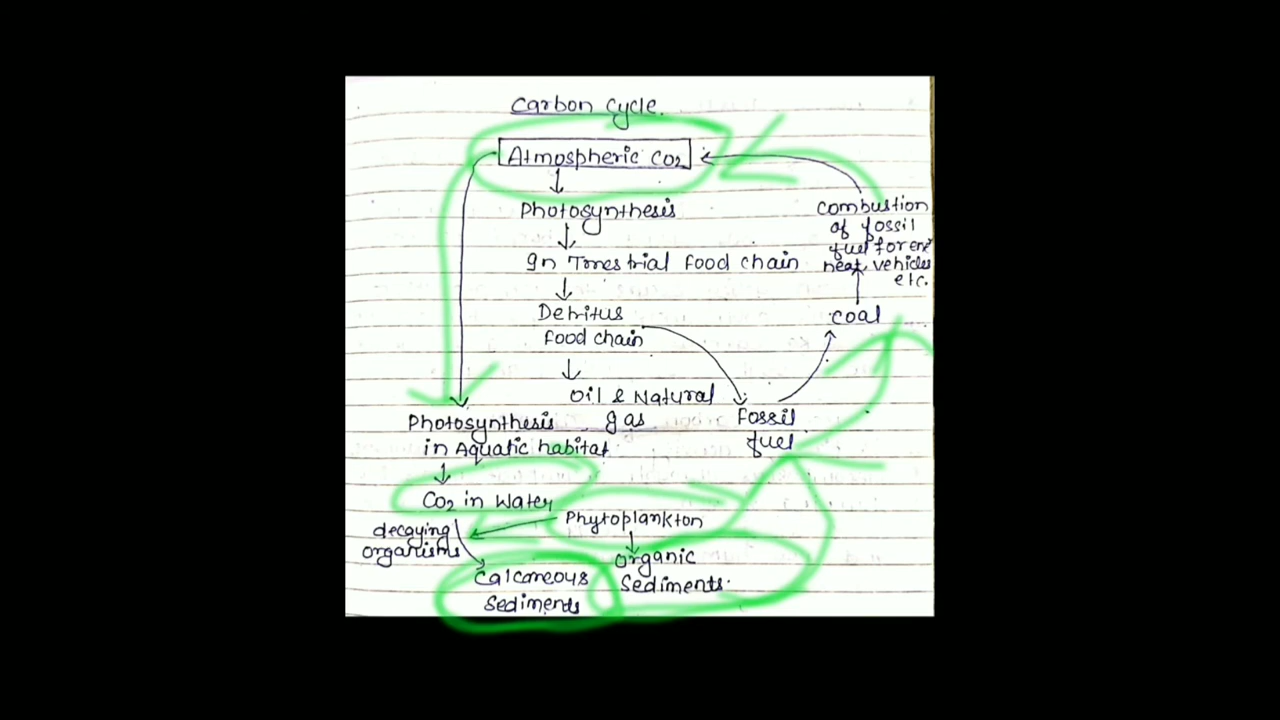 Carbon Cycle.
Atmospheric CO2
Photosynthesis
In Terrestrial food chain
Detritus
food chain
Oil & Natural
gas
Fossil
fuel
coal
Combustion
of fossil
fuel for
heat, vehicles
etc.
Photosynthesis
in Aquatic habitat
CO2 in Water
Phytoplankton
decaying
organisms
Organic
Sediments.
Calcaneous
Sediments